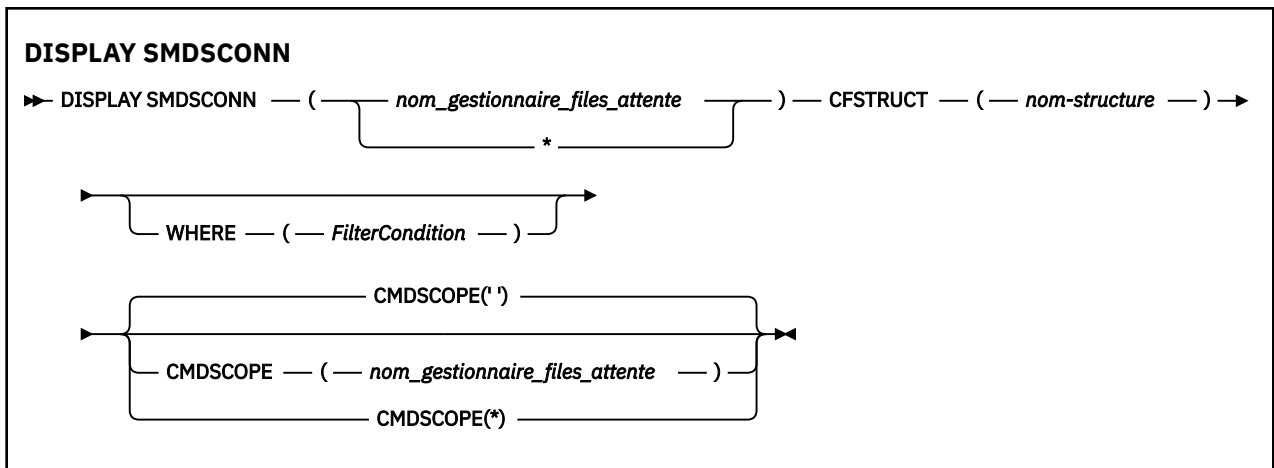 DISPLAY SMDSCONN
DISPLAY SMDSCONN ( nom_gestionnaire_files_attente ) CFSTRUCT ( nom-structure )
*
WHERE ( FilterCondition )
CMDSCOPE(' ')
CMDSCOPE ( nom_gestionnaire_files_attente )
CMDSCOPE(*)